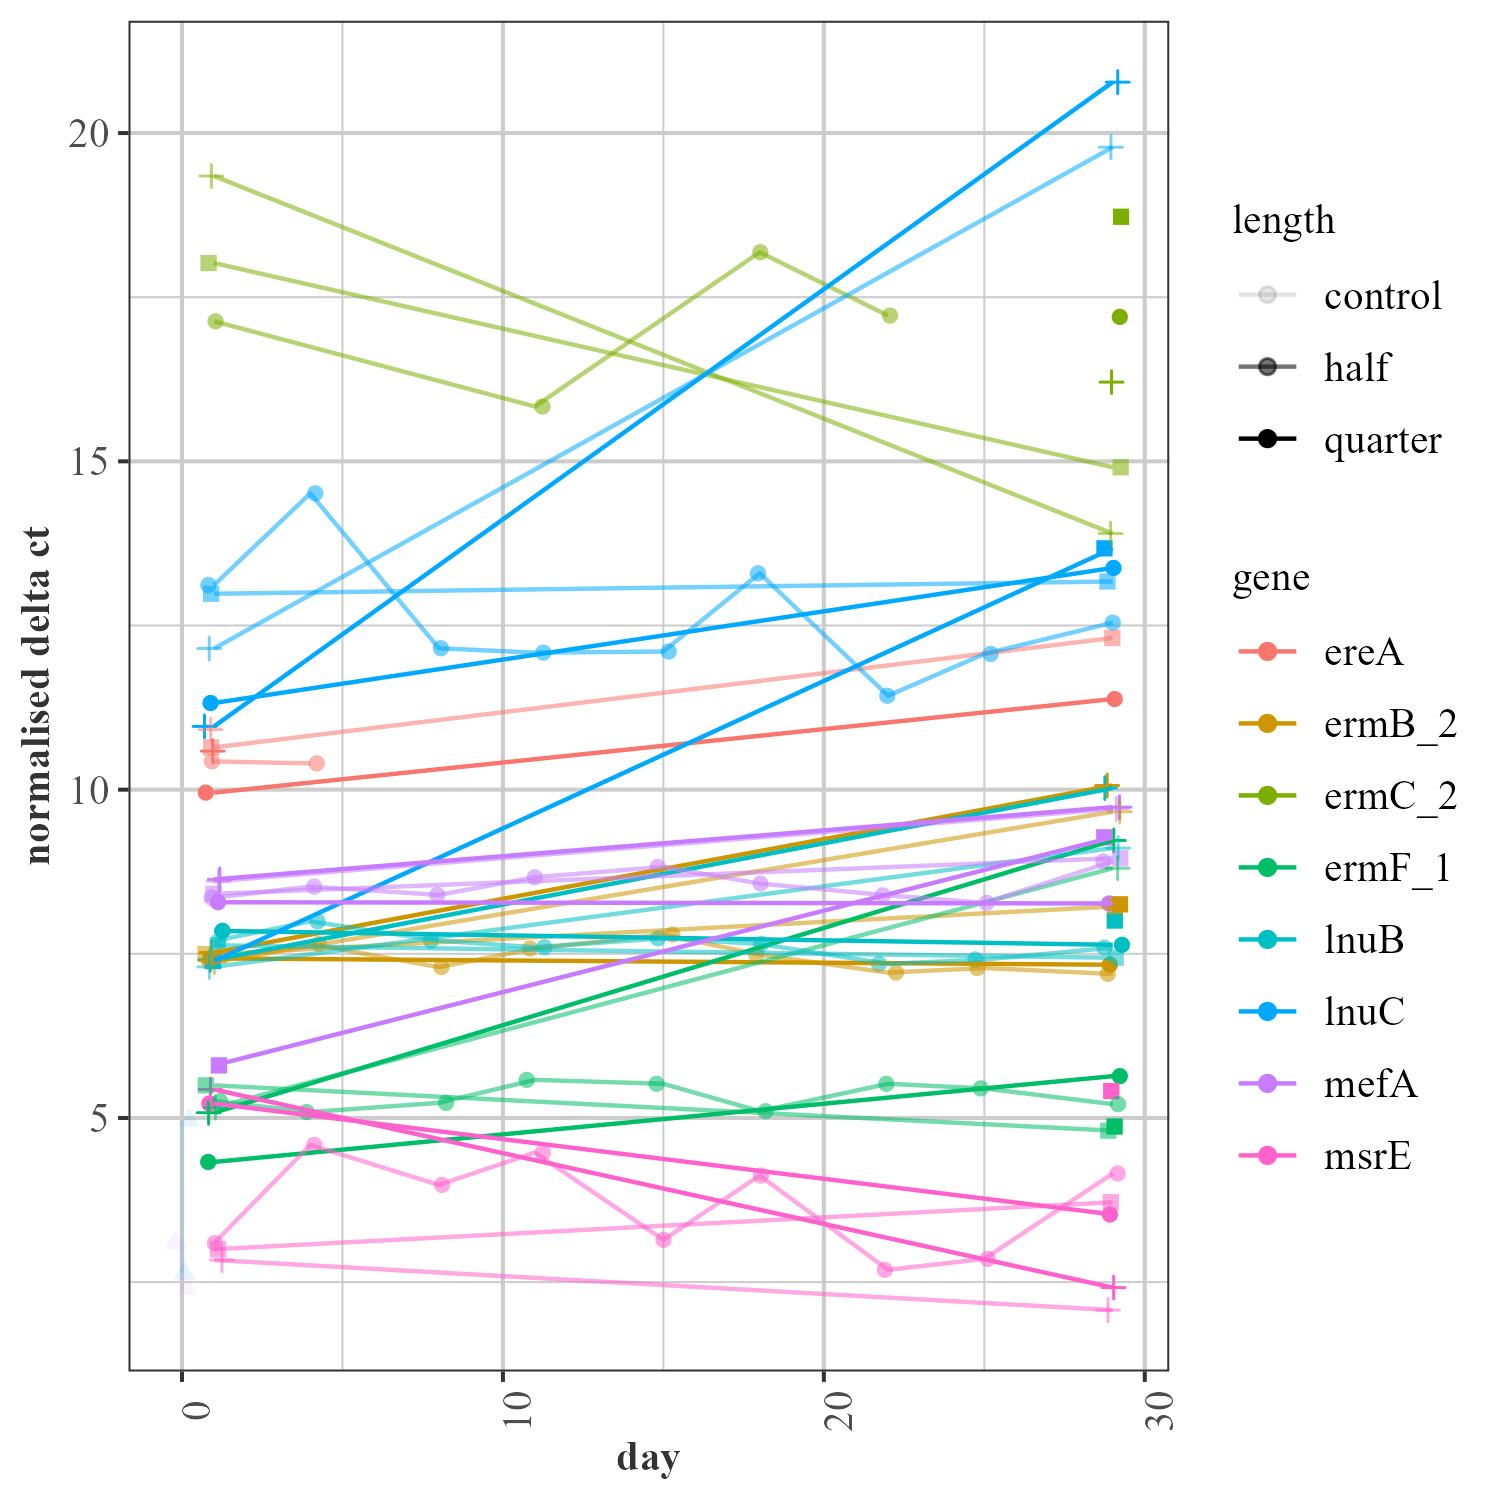 20
15
10
5
normalised delta ct
0
10
20
30
day
length
control
half
quarter
gene
ereA
ermB_2
ermC_2
ermF_1
lnuB
lnuC
mefA
msrE